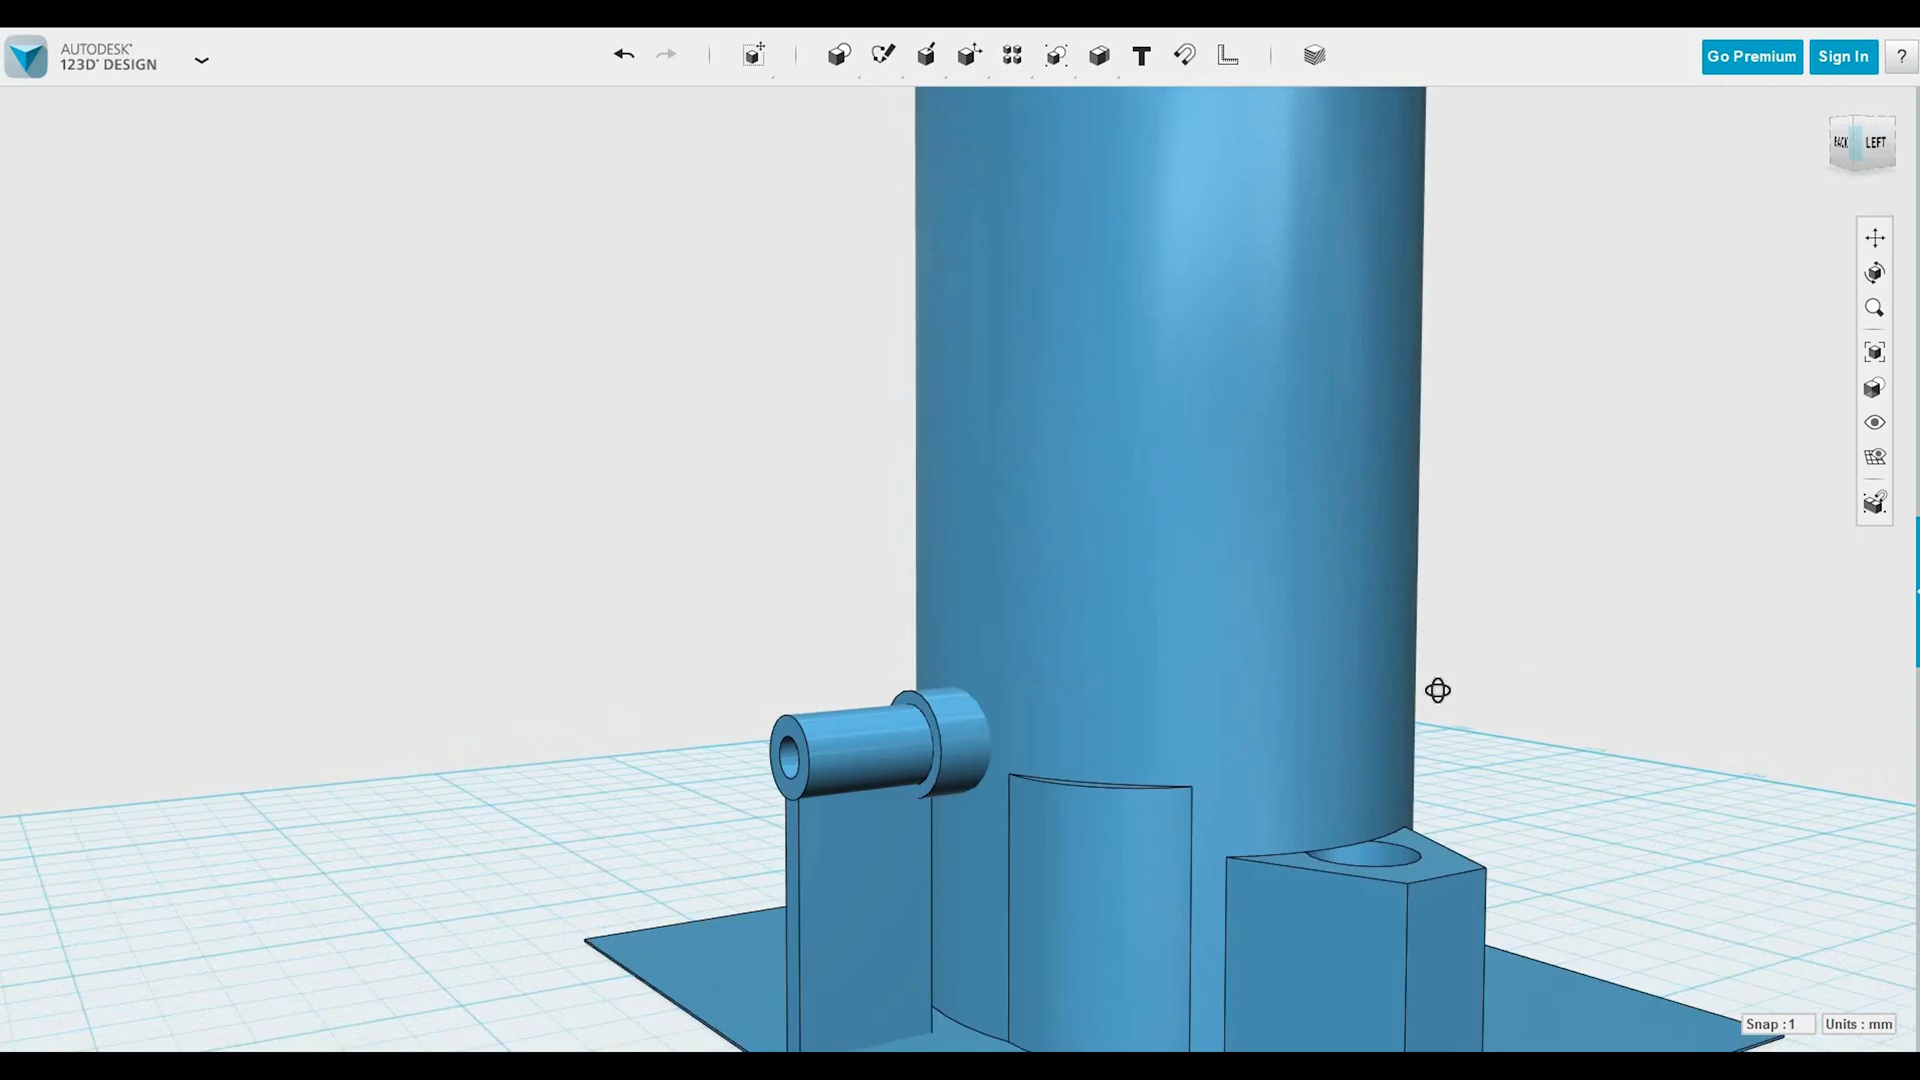 AUTODESK®
123D® DESIGN
T
Go Premium
Sign In
?
BACK
LEFT
Snap : 1
Units : mm